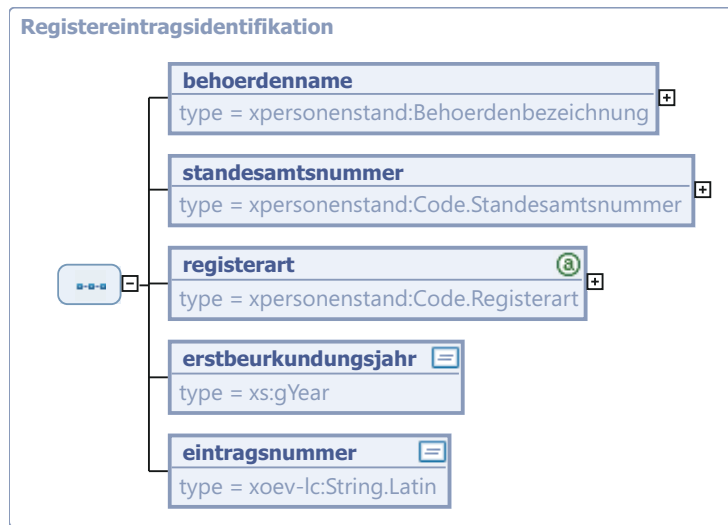 Registereintragsidentifikation
behoerdenname
type = xpersonenstand:Behoerdenbezeichnung
standesamtsnummer
type = xpersonenstand:Code.Standesamtsnummer
registerart
type = xpersonenstand:Code.Registerart
erstbeurkundungsjahr
type = xs:gYear
eintragsnummer
type = xoev-lc:String.Latin